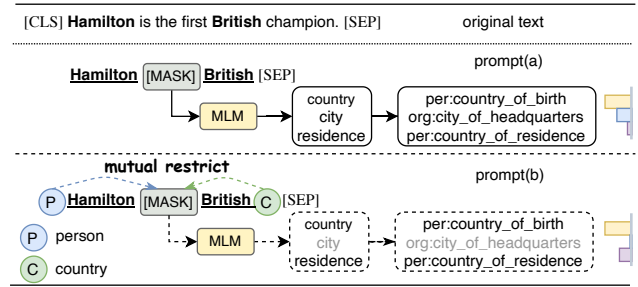 [CLS] Hamilton is the first British champion. [SEP] original text
prompt(a)
Hamilton [MASK] British [SEP]
MLM
country
city
residence
per:country_of_birth
org:city_of_headquarters
per:country_of_residence
mutual restrict
prompt(b)
P Hamilton [MASK] British C [SEP]
P person
C country
MLM
country
city
residence
per:country_of_birth
org:city_of_headquarters
per:country_of_residence